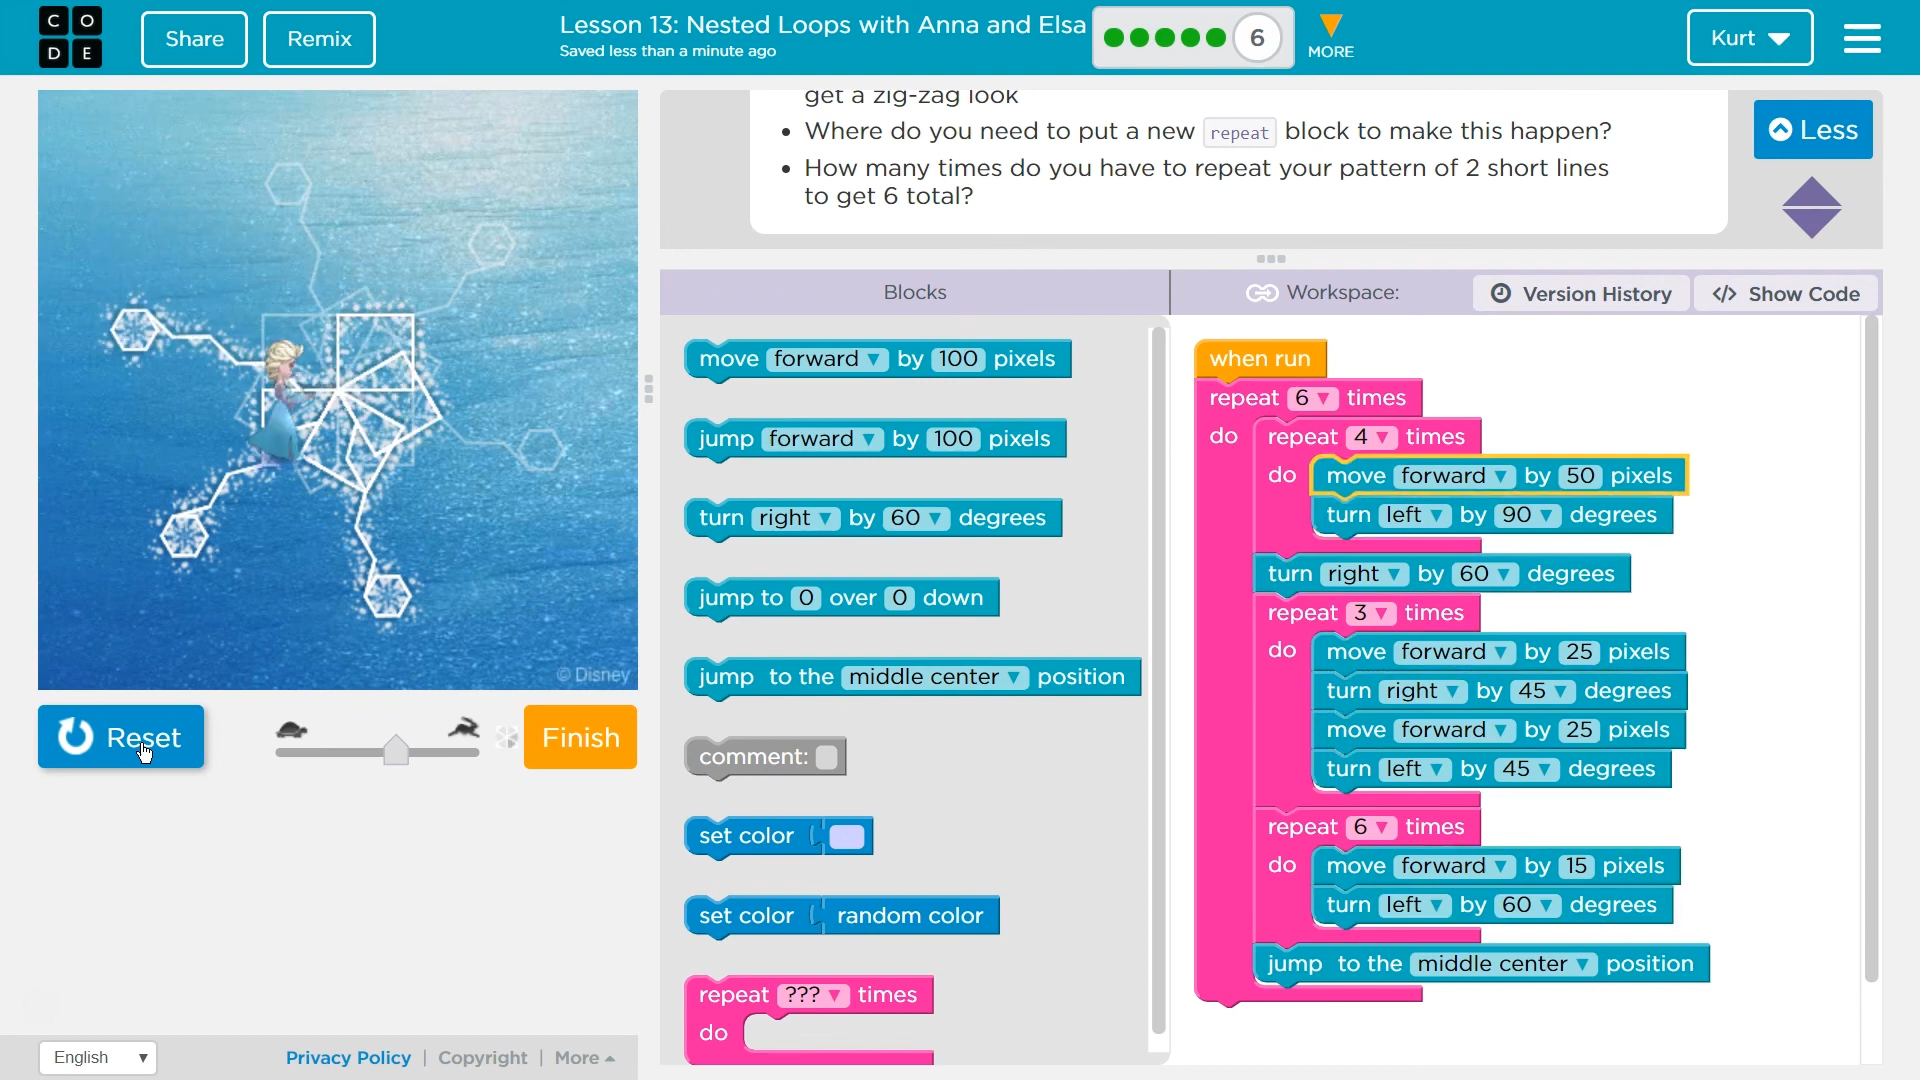 C O
D E
Share
Remix
Lesson 13: Nested Loops with Anna and Elsa
Saved less than a minute ago
6
MORE
Kurt
get a zig-zag look
• Where do you need to put a new repeat block to make this happen?
• How many times do you have to repeat your pattern of 2 short lines
to get 6 total?
Less
Blocks
Workspace:
Version History
</> Show Code
© Disney
Reset
Finish
move forward ▼ by 100 pixels
jump forward ▼ by 100 pixels
turn right ▼ by 60 ▼ degrees
jump to 0 over 0 down
jump to the middle center ▼ position
comment:
set color
set color random color
repeat ??? ▼ times
do
when run
repeat 6 ▼ times
do repeat 4 ▼ times
do move forward ▼ by 50 pixels
turn left ▼ by 90 ▼ degrees
turn right ▼ by 60 ▼ degrees
repeat 3 ▼ times
do move forward ▼ by 25 pixels
turn right ▼ by 45 ▼ degrees
move forward ▼ by 25 pixels
turn left ▼ by 45 ▼ degrees
repeat 6 ▼ times
do move forward ▼ by 15 pixels
turn left ▼ by 60 ▼ degrees
jump to the middle center ▼ position
English ▼
Privacy Policy | Copyright | More ▲